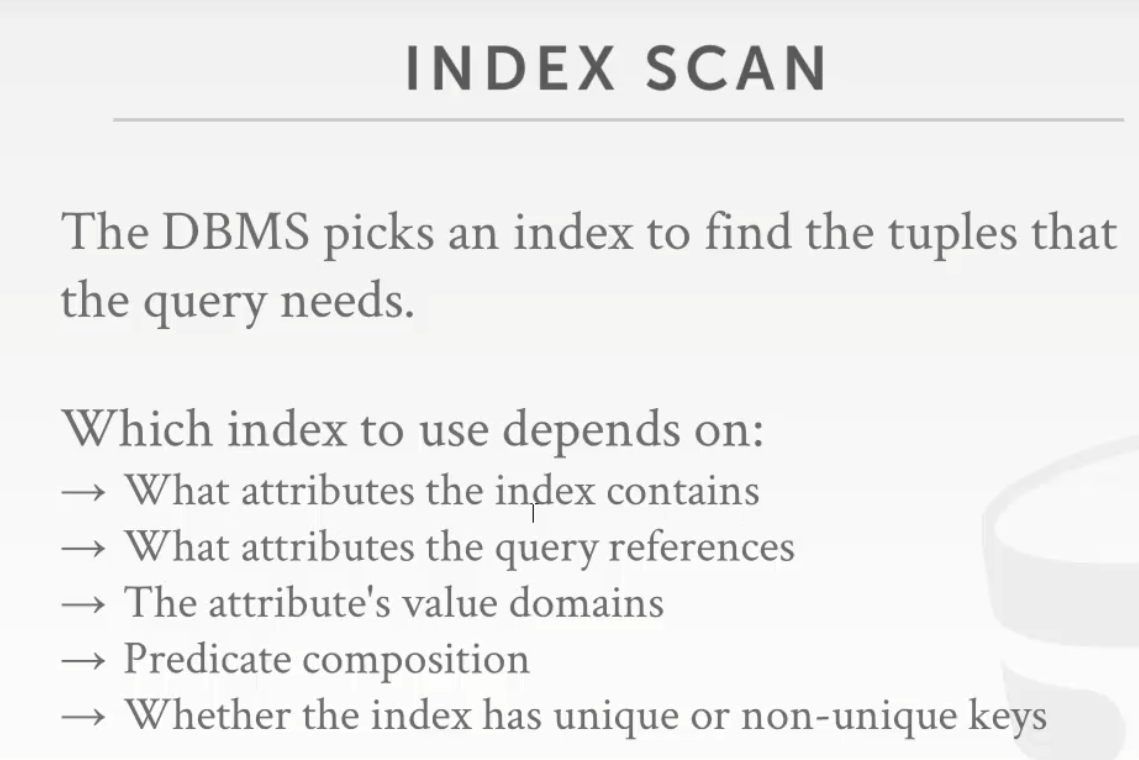 INDEX SCAN
The DBMS picks an index to find the tuples that
the query needs.
Which index to use depends on:
→ What attributes the index contains
→ What attributes the query references
→ The attribute's value domains
→ Predicate composition
→ Whether the index has unique or non-unique keys